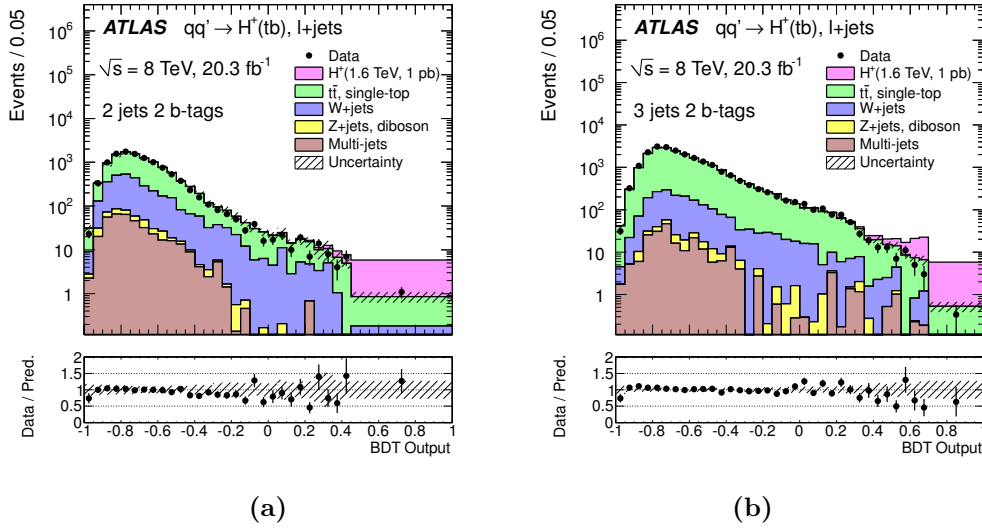 ATLAS qq' → H⁺(tb), l+jets
√s = 8 TeV, 20.3 fb⁻¹
2 jets 2 b-tags
Data
H⁺(1.6 TeV, 1 pb)
tt̄, single-top
W+jets
Z+jets, diboson
Multi-jets
Uncertainty
Events / 0.05
10⁶
10⁵
10⁴
10³
10²
10
1
Data / Pred.
2
1.5
1
0.5
0
-1 -0.8 -0.6 -0.4 -0.2 0 0.2 0.4 0.6 0.8 1
BDT Output
(a)
ATLAS qq' → H⁺(tb), l+jets
√s = 8 TeV, 20.3 fb⁻¹
3 jets 2 b-tags
Data
H⁺(1.6 TeV, 1 pb)
tt̄, single-top
W+jets
Z+jets, diboson
Multi-jets
Uncertainty
Events / 0.05
10⁶
10⁵
10⁴
10³
10²
10
1
Data / Pred.
2
1.5
1
0.5
0
-1 -0.8 -0.6 -0.4 -0.2 0 0.2 0.4 0.6 0.8 1
BDT Output
(b)